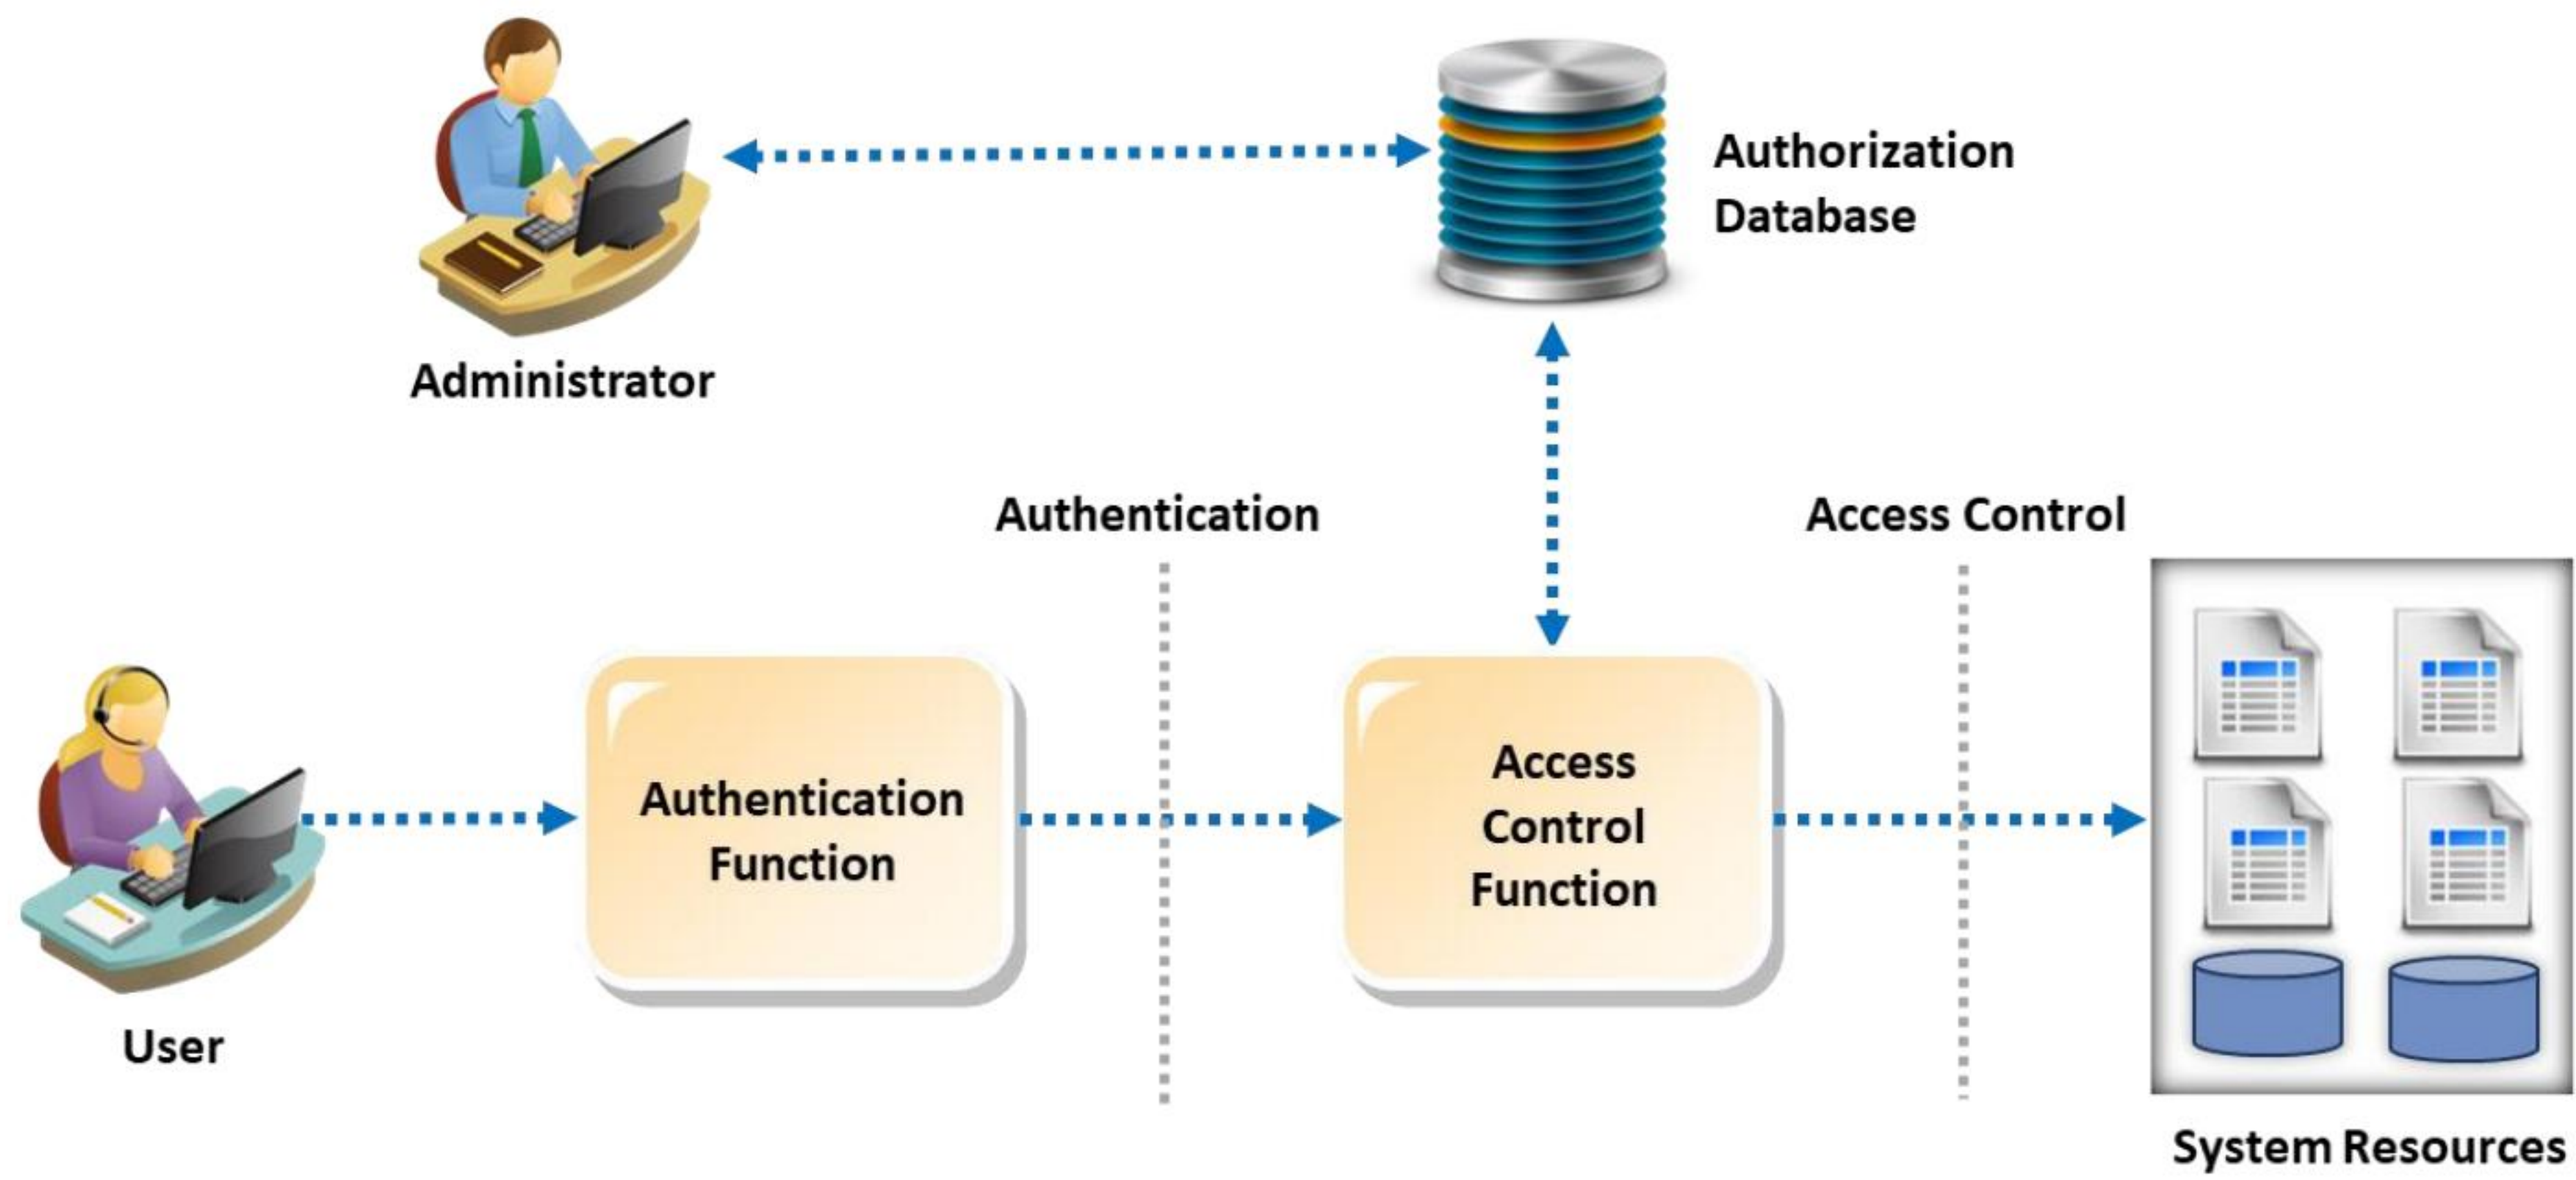 Authorization
Database
Administrator
Authentication
Access Control
Authentication
Function
Access
Control
Function
User
System Resources